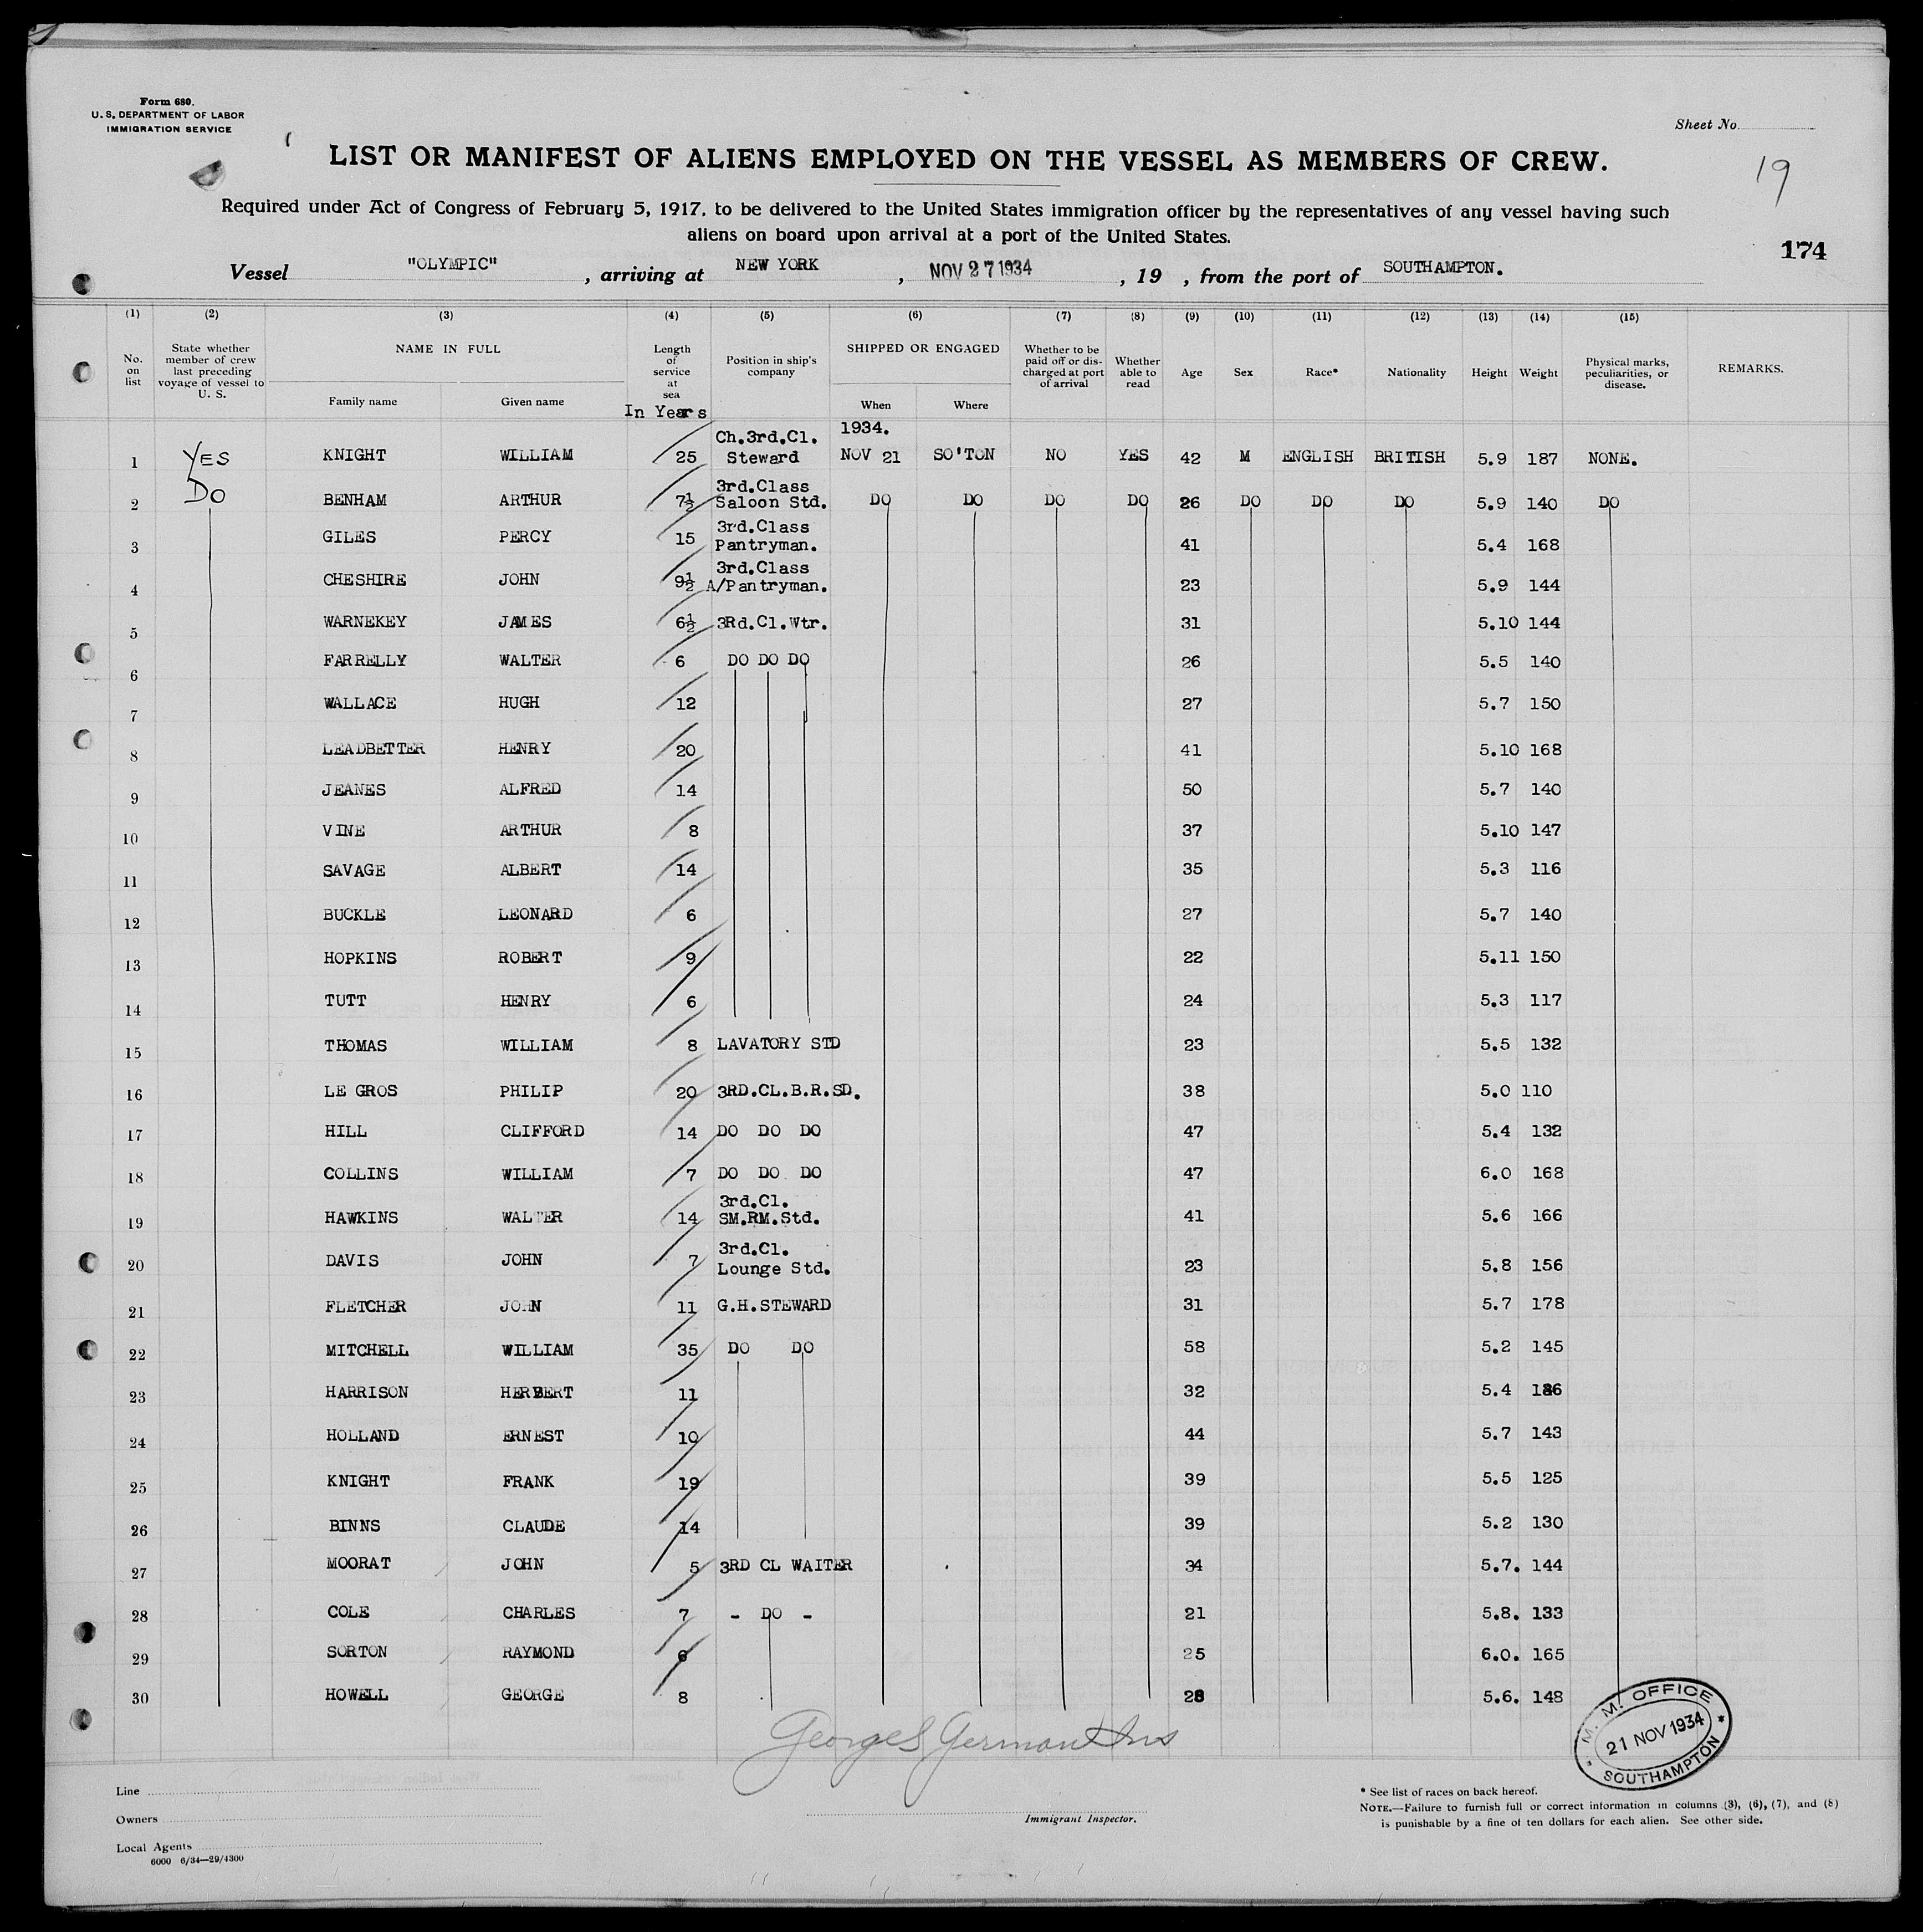 Form 680.
U. S. DEPARTMENT OF LABOR
IMMIGRATION SERVICE
Sheet No.
LIST OR MANIFEST OF ALIENS EMPLOYED ON THE VESSEL AS MEMBERS OF CREW.
19
Required under Act of Congress of February 5, 1917, to be delivered to the United States immigration officer by the representatives of any vessel having such
aliens on board upon arrival at a port of the United States.
174
Vessel "OLYMPIC", arriving at NEW YORK, NOV 27 1934, 19 , from the port of SOUTHAMPTON.
(1) (2) (3) (4) (5) (6) (7) (8) (9) (10) (11) (12) (13) (14) (15)
No. on list
State whether member of crew last preceding voyage of vessel to U. S.
NAME IN FULL
Family name Given name
Length of service at sea
In Years
Position in ship's company
SHIPPED OR ENGAGED
When Where
Whether to be paid off or discharged at port of arrival
Whether able to read
Age Sex Race* Nationality Height Weight
Physical marks, peculiarities, or disease.
REMARKS.
1934.
1 YES KNIGHT WILLIAM 25 Ch.3rd.Cl. Steward NOV 21 SO'TON NO YES 42 M ENGLISH BRITISH 5.9 187 NONE.
2 DO BENHAM ARTHUR 7½ 3rd.Class Saloon Std. DO DO DO DO 26 DO DO DO 5.9 140 DO
3 GILES PERCY 15 3rd.Class Pantryman. 41 5.4 168
4 CHESHIRE JOHN 9½ 3rd.Class A/Pantryman. 23 5.9 144
5 WARNEKEY JAMES 6½ 3Rd.Cl.Wtr. 31 5.10 144
6 FARRELLY WALTER 6 DO DO DO 26 5.5 140
7 WALLACE HUGH 12 27 5.7 150
8 LEADBETTER HENRY 20 41 5.10 168
9 JEANES ALFRED 14 50 5.7 140
10 VINE ARTHUR 8 37 5.10 147
11 SAVAGE ALBERT 14 35 5.3 116
12 BUCKLE LEONARD 6 27 5.7 140
13 HOPKINS ROBERT 9 22 5.11 150
14 TUTT HENRY 6 24 5.3 117
15 THOMAS WILLIAM 8 LAVATORY STD 23 5.5 132
16 LE GROS PHILIP 20 3RD.CL.B.R.SD. 38 5.0 110
17 HILL CLIFFORD 14 DO DO DO 47 5.4 132
18 COLLINS WILLIAM 7 DO DO DO 47 6.0 168
19 HAWKINS WALTER 14 3rd.Cl. SM.RM.Std. 41 5.6 166
20 DAVIS JOHN 7 3rd.Cl. Lounge Std. 23 5.8 156
21 FLETCHER JOHN 11 G.H.STEWARD 31 5.7 178
22 MITCHELL WILLIAM 35 DO DO 58 5.2 145
23 HARRISON HERBERT 11 32 5.4
24 HOLLAND ERNEST 10 44 5.7 143
25 KNIGHT FRANK 19 39 5.5 125
26 BINNS CLAUDE 14 39 5.2 130
27 MOORAT JOHN 5 3RD CL WAITER 34 5.7. 144
28 COLE CHARLES 7 - DO - 21 5.8. 133
29 SORTON RAYMOND 6 25 6.0. 165
30 HOWELL GEORGE 8 5.6. 148
M. M. OFFICE
21 NOV 1934
SOUTHAMPTON
Line
Owners
Local Agents
6000 6/34—29/4300
Immigrant Inspector.
* See list of races on back hereof.
NOTE.—Failure to furnish full or correct information in columns (3), (6), (7), and (8)
is punishable by a fine of ten dollars for each alien. See other side.